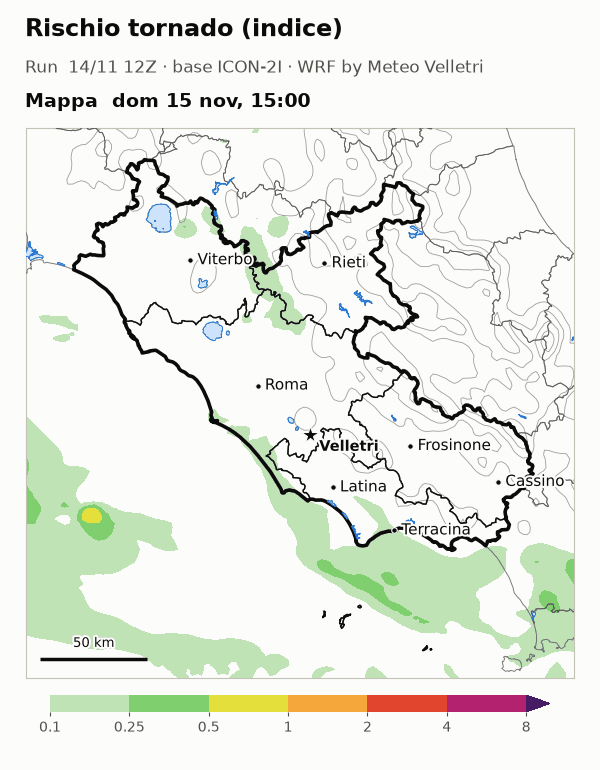 Rischio tornado (indice)
Run  14/11 12Z · base ICON-2I · WRF by Meteo Velletri
Mappa  dom 15 nov, 15:00
Viterbo
Rieti
Roma
Velletri
Frosinone
Cassino
Latina
Terracina
50 km
0.1 0.25 0.5 1 2 4 8